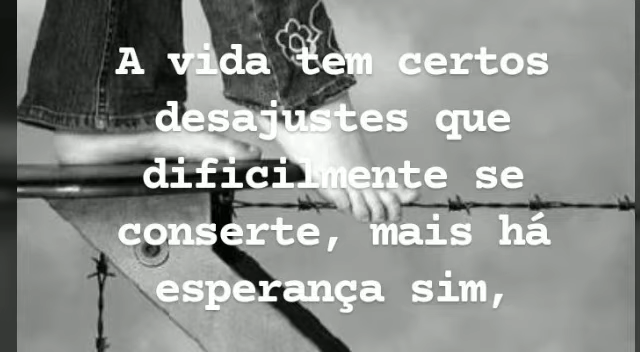 A vida tem certos
desajustes que
dificilmente se
conserte, mais há
esperança sim,